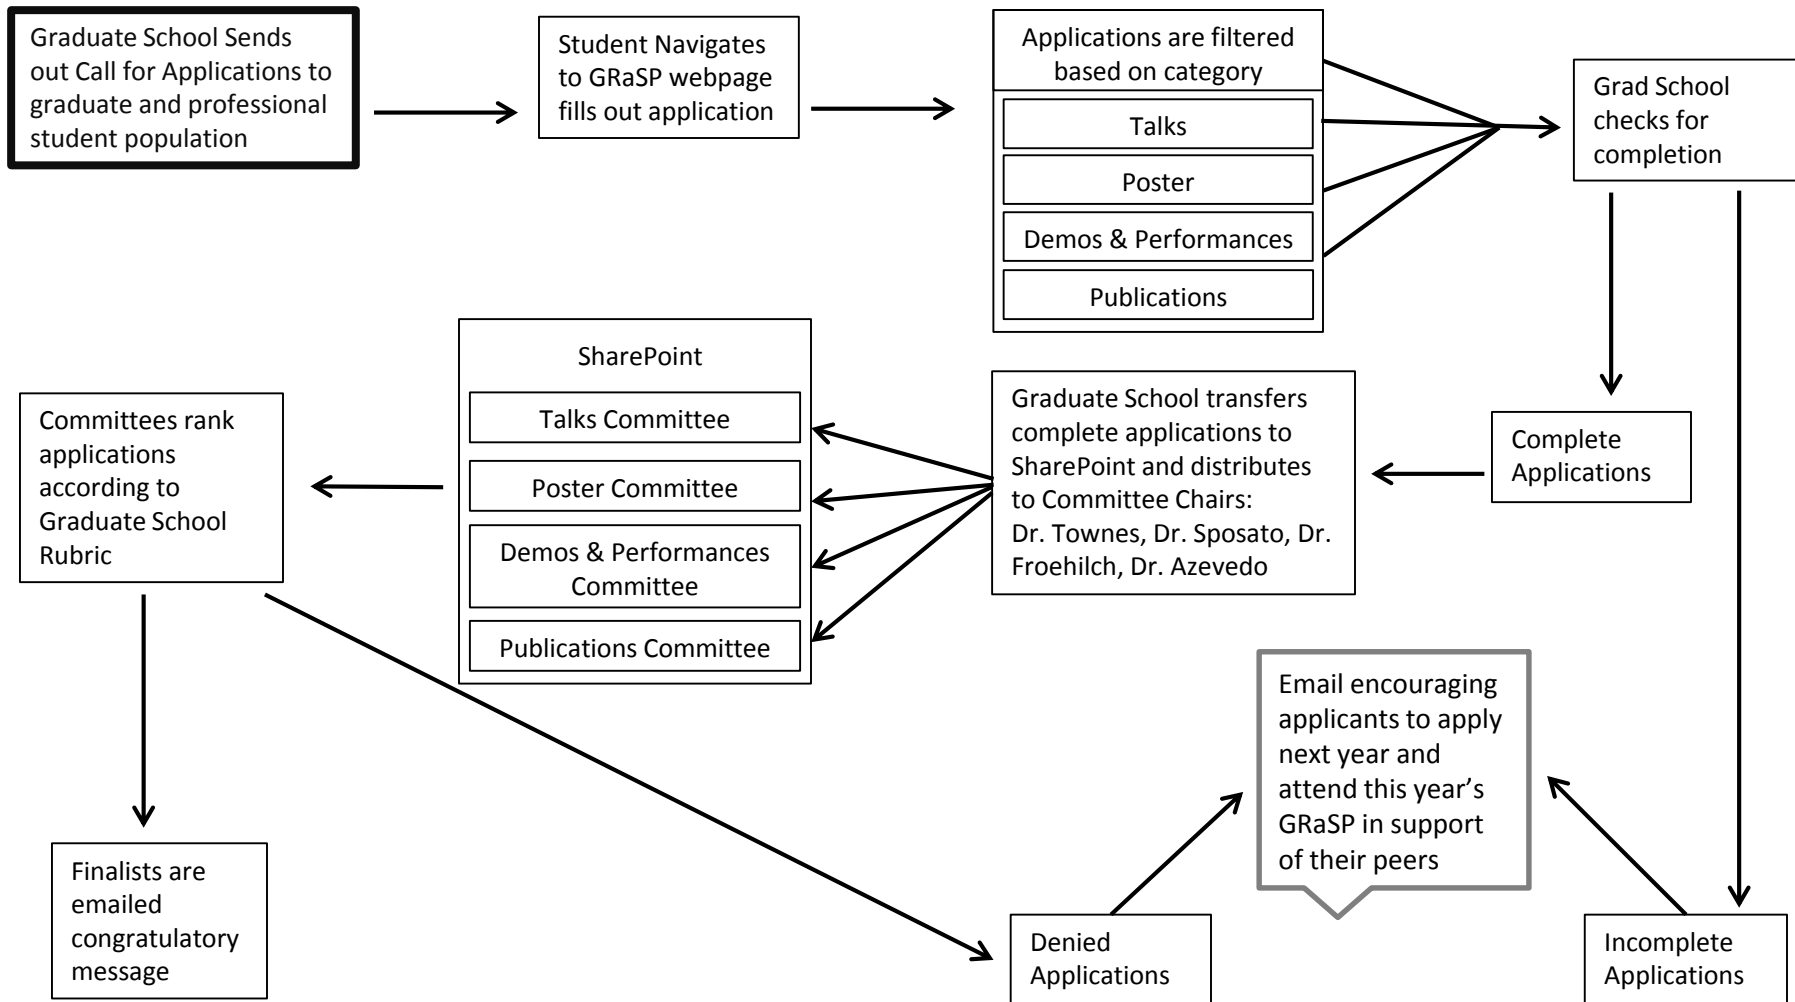 Graduate School Sends
out Call for Applications to
graduate and professional
student population
Student Navigates
to GRaSP webpage
fills out application
Applications are filtered
based on category
Talks
Poster
Demos & Performances
Publications
Grad School
checks for
completion
Complete
Applications
Graduate School transfers
complete applications to
SharePoint and distributes
to Committee Chairs:
Dr. Townes, Dr. Sposato, Dr.
Froehilch, Dr. Azevedo
SharePoint
Talks Committee
Poster Committee
Demos & Performances
Committee
Publications Committee
Committees rank
applications
according to
Graduate School
Rubric
Finalists are
emailed
congratulatory
message
Denied
Applications
Email encouraging
applicants to apply
next year and
attend this year’s
GRaSP in support
of their peers
Incomplete
Applications